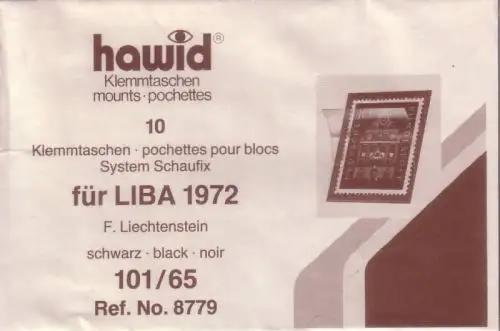 hawid®
Klemmtaschen
mounts · pochettes
10
Klemmtaschen · pochettes pour blocs
System Schaufix
für LIBA 1972
F. Liechtenstein
schwarz · black · noir
101/65
Ref. No. 8779